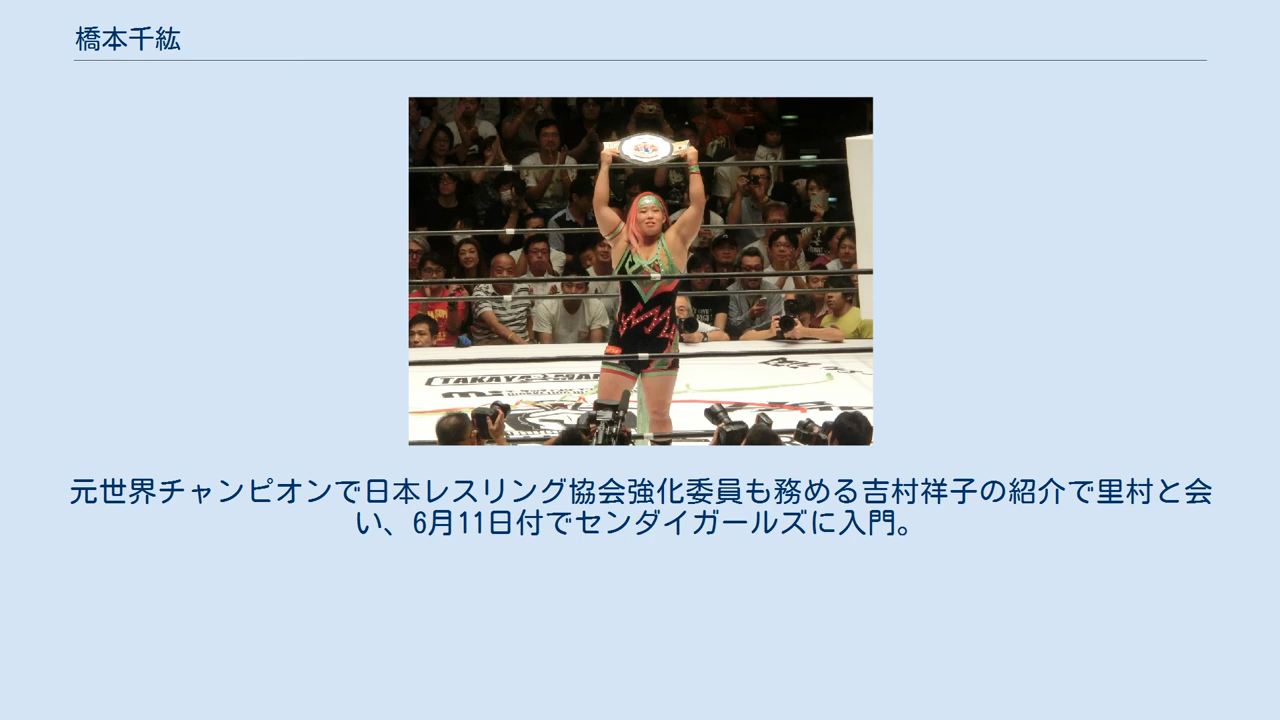 橋本千紘
TAKAYA-MAN
元世界チャンピオンで日本レスリング協会強化委員も務める吉村祥子の紹介で里村と会
い、6月11日付でセンダイガールズに入門。